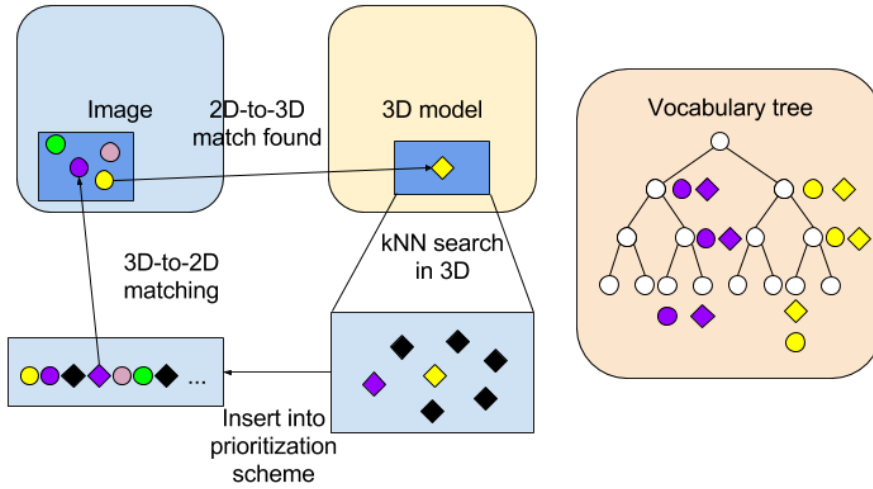 Image
2D-to-3D
match found
3D model
Vocabulary tree
kNN search
in 3D
3D-to-2D
matching
...
Insert into
prioritization
scheme